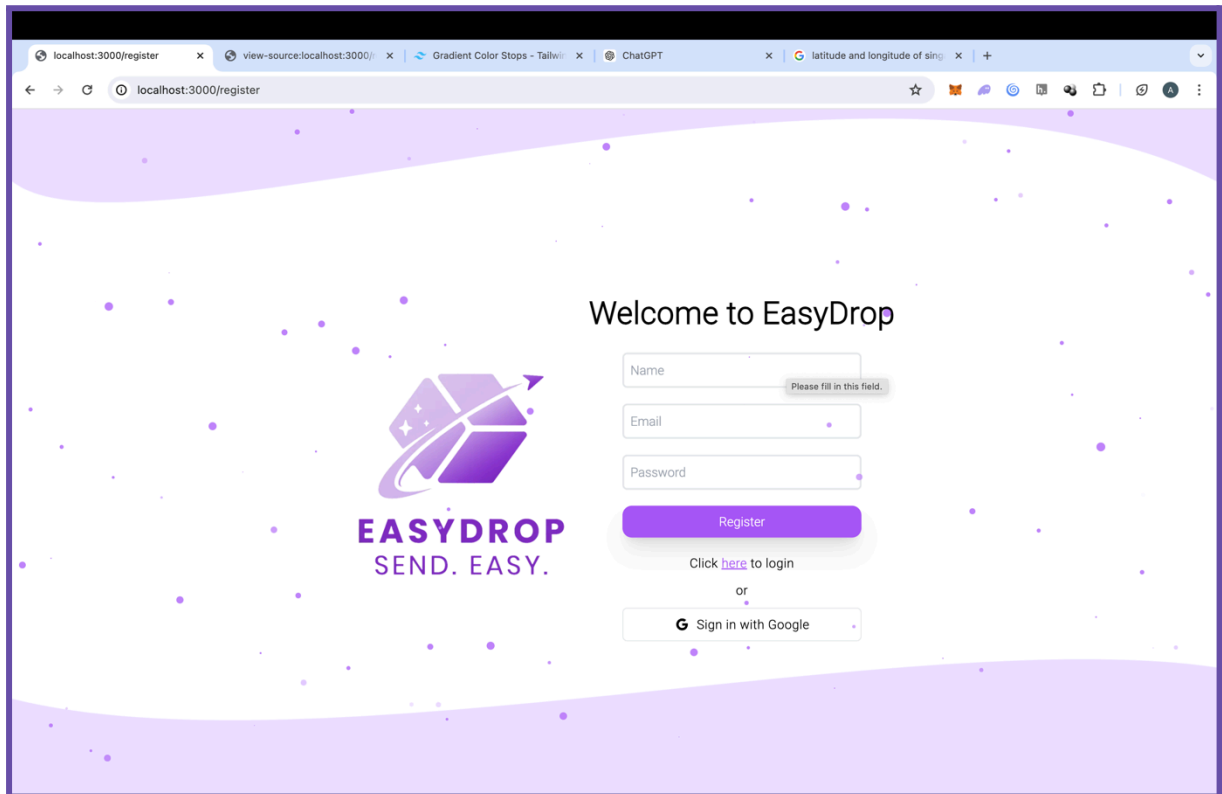 localhost:3000/register
view-source:localhost:3000/r
Gradient Color Stops - Tailwin
ChatGPT
latitude and longitude of sing
localhost:3000/register
A
Welcome to EasyDrop
Name
Please fill in this field.
Email
Password
Register
EASYDROP
SEND. EASY.
Click here to login
or
G Sign in with Google